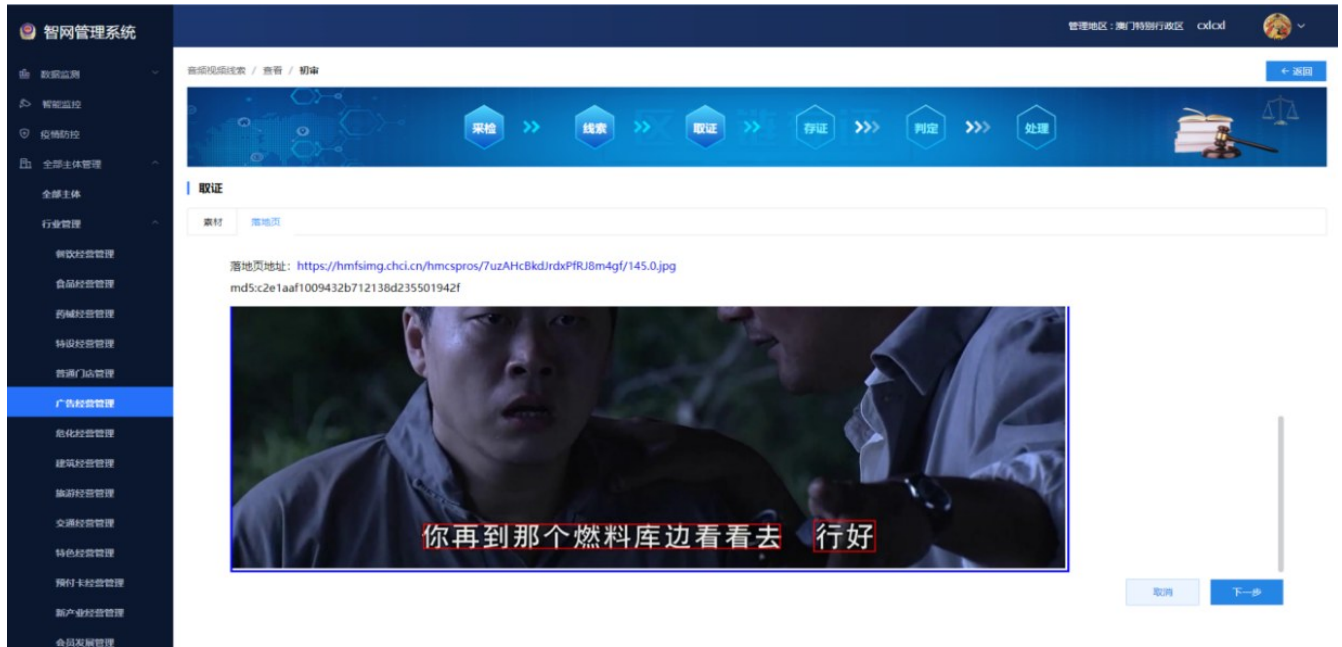 智网管理系统
管理地区：澳门特别行政区 cxlcxl
数据监测
智能监控
疫情防控
全部主体管理
全部主体
行业管理
餐饮经营管理
食品经营管理
药械经营管理
特设经营管理
普通门店管理
广告经营管理
危化经营管理
建筑经营管理
旅游经营管理
交通经营管理
特色经营管理
预付卡经营管理
新产业经营管理
会员发展管理
音频视频线索 / 查看 / 初审
← 返回
采检 线索 取证 存证 判定 处理
取证
素材 落地页
落地页地址：https://hmfsimg.chci.cn/hmcspros/7uzAHcBkdJrdxPfRJ8m4gf/145.0.jpg
md5:c2e1aaf1009432b712138d235501942f
你再到那个燃料库边看看去 行好
取消 下一步